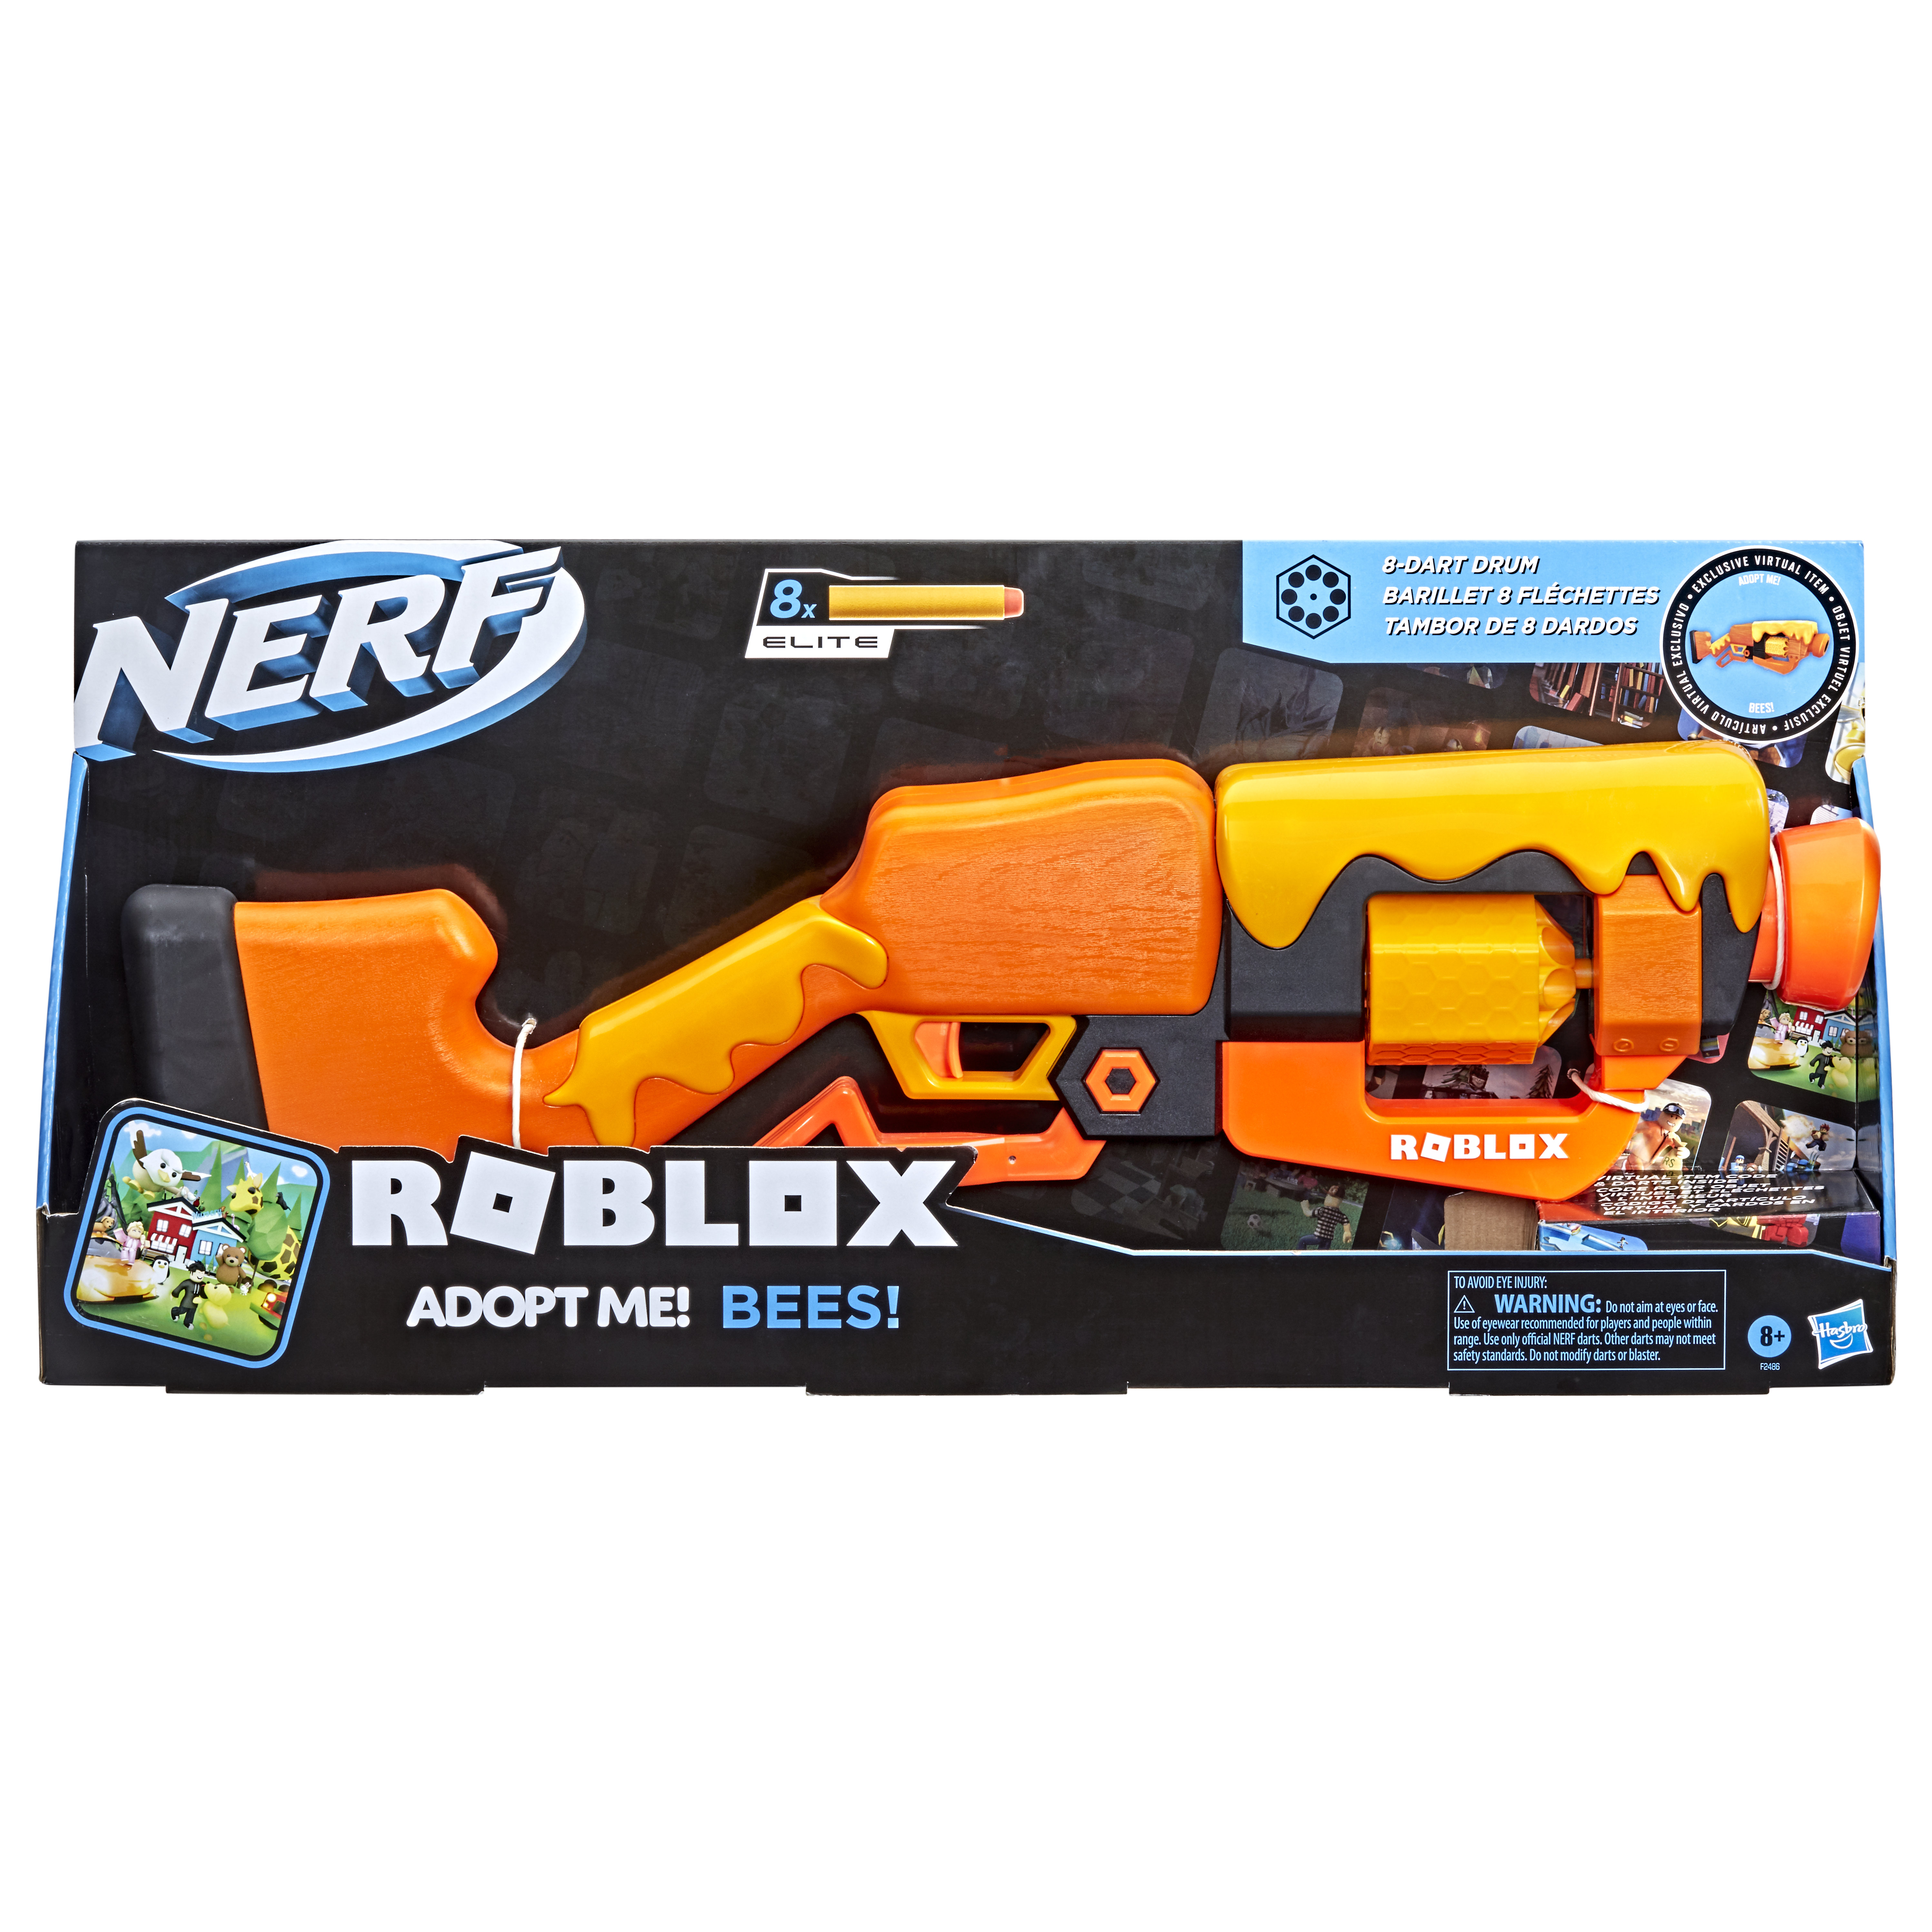 NERF
8x
ELITE
8-DART DRUM
BARILLET 8 FLÉCHETTES
TAMBOR DE 8 DARDOS
EXCLUSIVE VIRTUAL ITEM • OBJET VIRTUEL EXCLUSIF • ARTÍCULO VIRTUAL EXCLUSIVO •
ADOPT ME!
BEES!
ROBLOX
ROBLOX
ADOPT ME! BEES!
TO AVOID EYE INJURY:
WARNING: Do not aim at eyes or face.
Use of eyewear recommended for players and people within
range. Use only official NERF darts. Other darts may not meet
safety standards. Do not modify darts or blaster.
8+
F2486
Hasbro